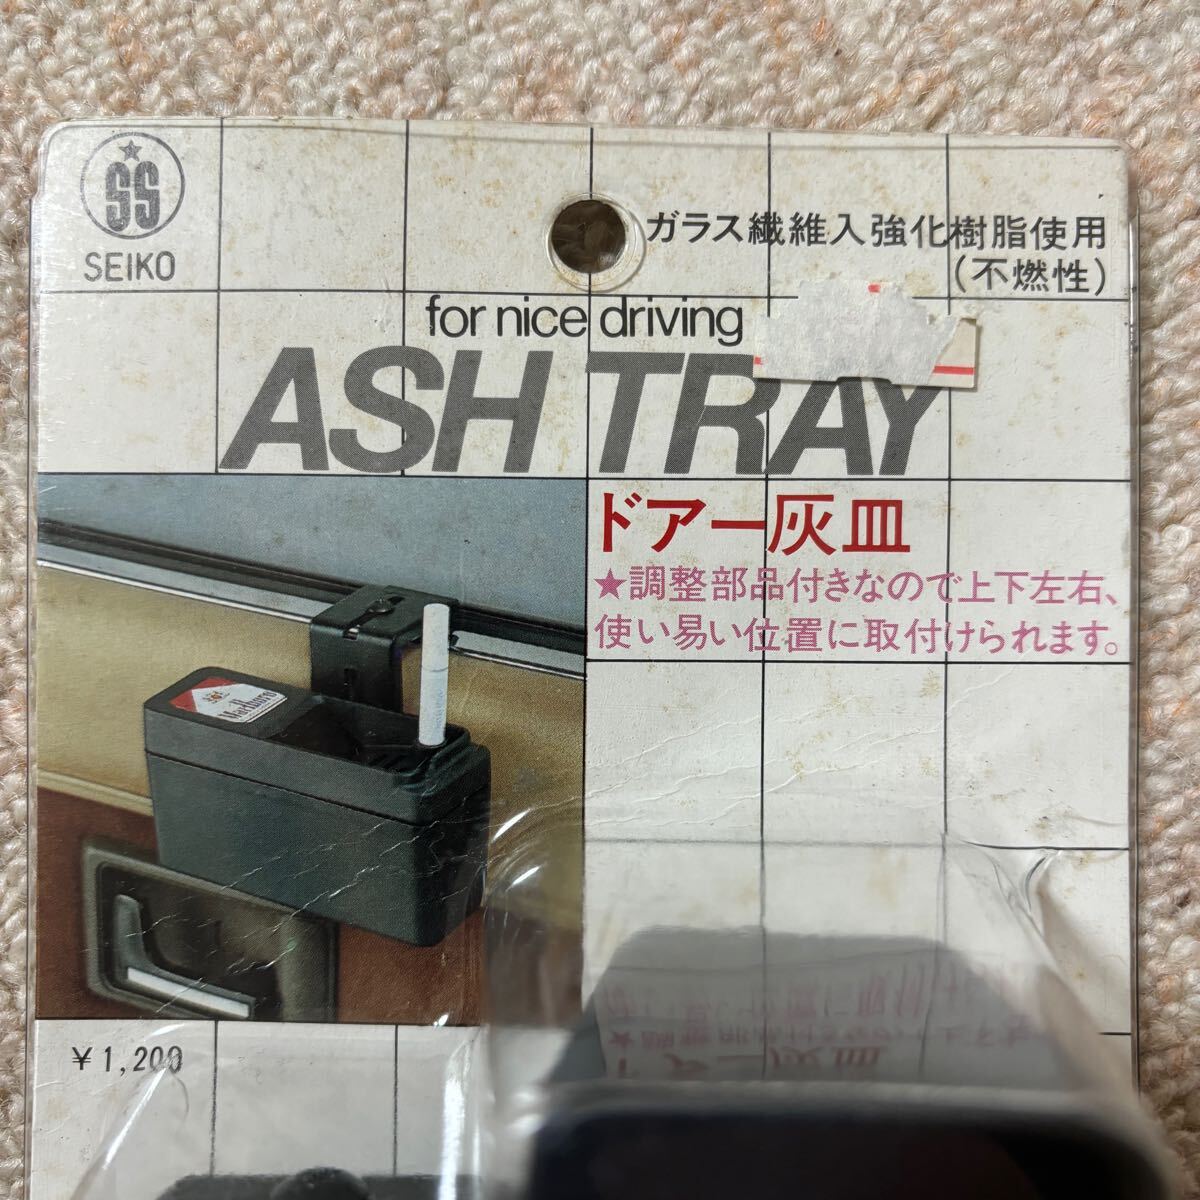 SS
SEIKO
ガラス繊維入強化樹脂使用
(不燃性)
for nice driving
ASH TRAY
ドアー灰皿
★調整部品付きなので上下左右、
使い易い位置に取付けられます。
Marlboro
¥1,200